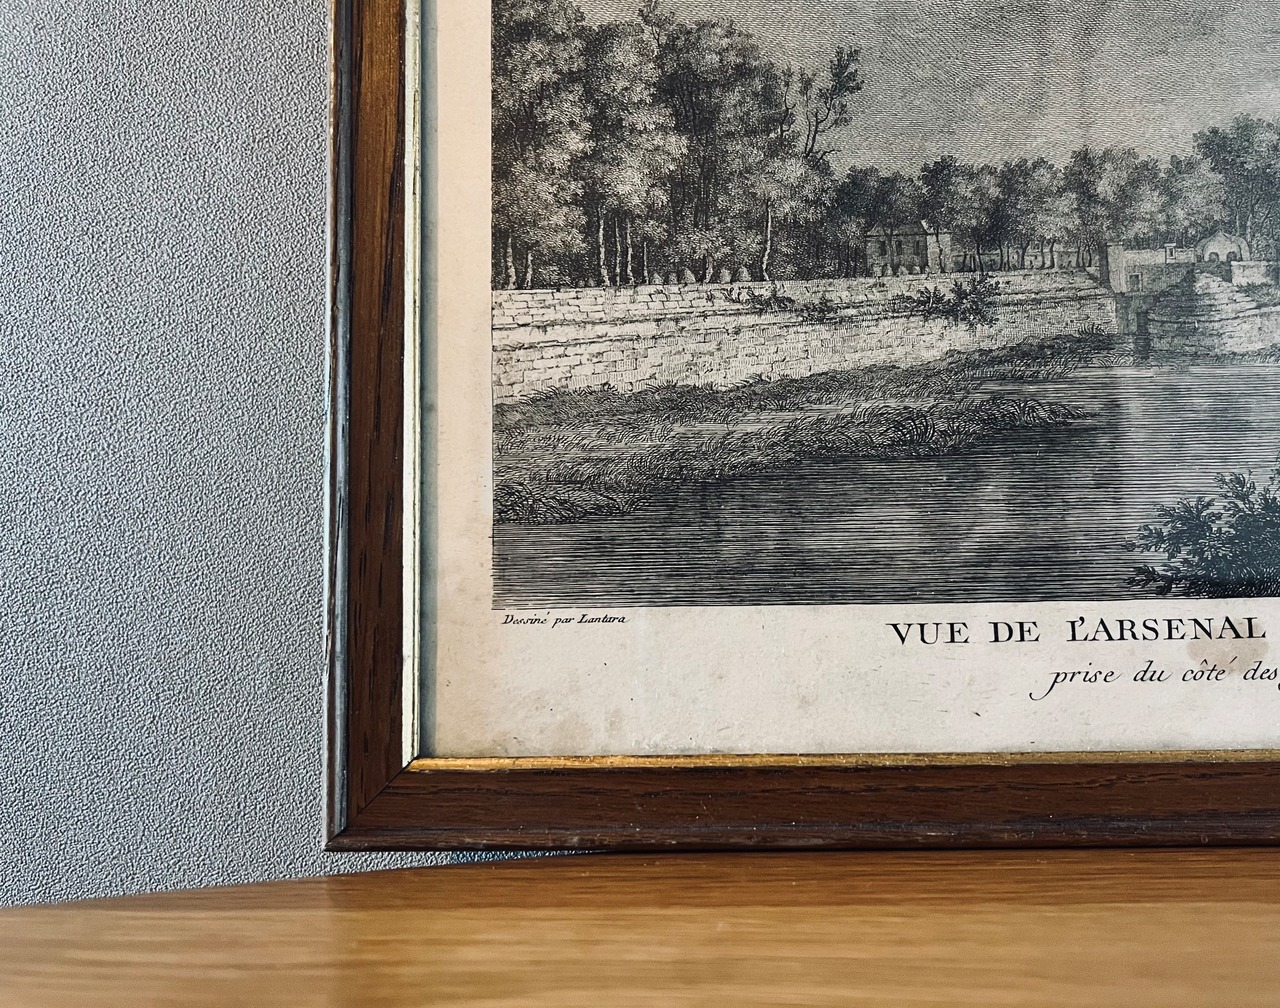 Dessiné par Lantara
VUE DE L'ARSENAL
prise du côté des